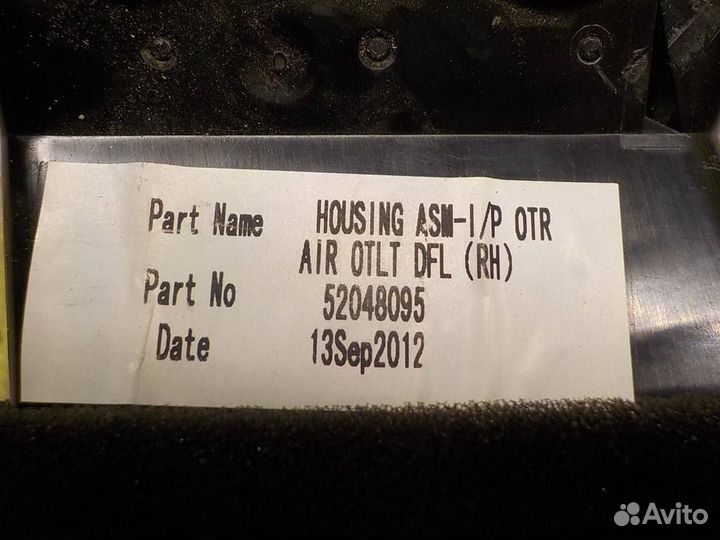 Part Name HOUSING ASM-I/P OTR
AIR OTLT DFL (RH)
Part No 52048095
Date 13Sep2012
Avito